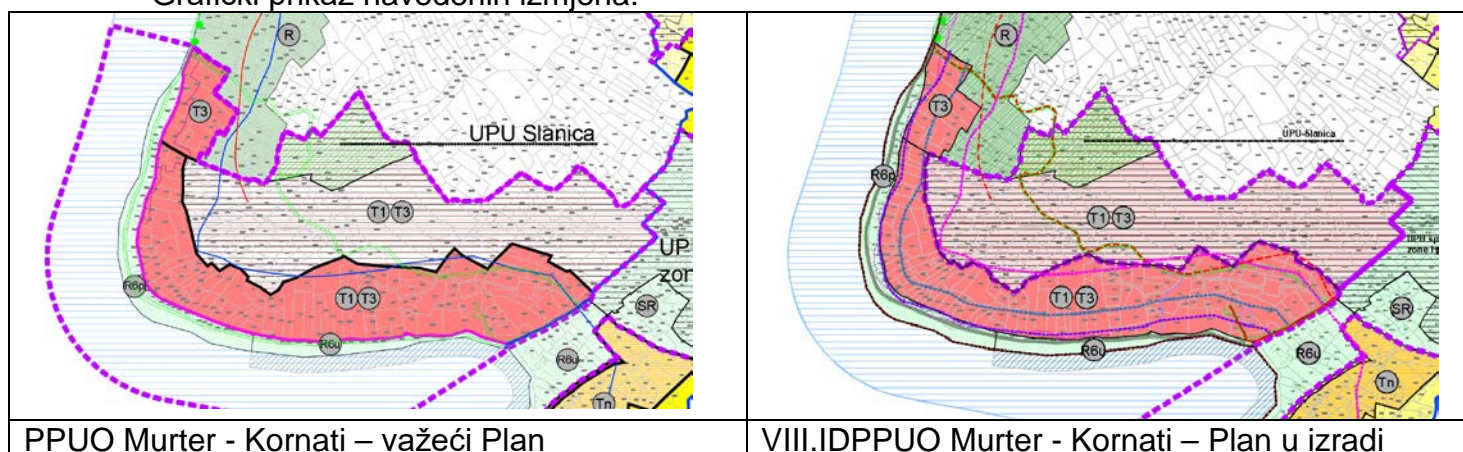 Grafički prikaz navedenih izmjena:
R
T3
UPU Slanica
T1 T3
UP
zon
R6p
T1 T3
SR
R6u
R6u
Tn
PPUO Murter - Kornati – važeći Plan
R
T3
UPU Slanica
R6p
T1 T3
T1 T3
SR
R6u
R6u
Tn
VIII.IDPPUO Murter - Kornati – Plan u izradi